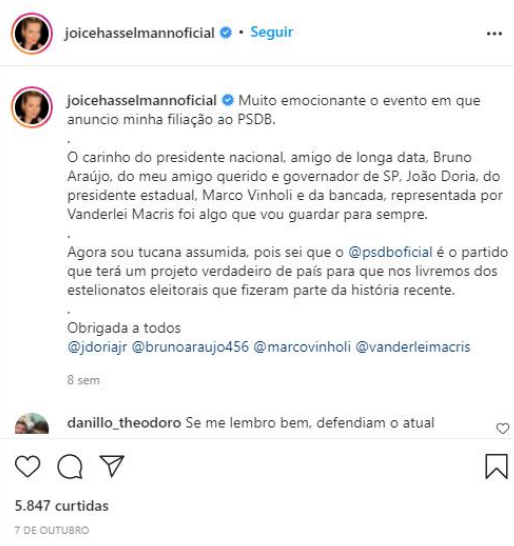 joicehasselmannoficial • Seguir
joicehasselmannoficial Muito emocionante o evento em que
anuncio minha filiação ao PSDB.
.
O carinho do presidente nacional, amigo de longa data, Bruno
Araújo, do meu amigo querido e governador de SP, João Doria, do
presidente estadual, Marco Vinholi e da bancada, representada por
Vanderlei Macris foi algo que vou guardar para sempre.
.
Agora sou tucana assumida, pois sei que o @psdboficial é o partido
que terá um projeto verdadeiro de país para que nos livremos dos
estelionatos eleitorais que fizeram parte da história recente.
.
Obrigada a todos
@jdoriajr @brunoaraujo456 @marcovinholi @vanderleimacris
8 sem
danillo_theodoro Se me lembro bem, defendiam o atual
5.847 curtidas
7 DE OUTUBRO